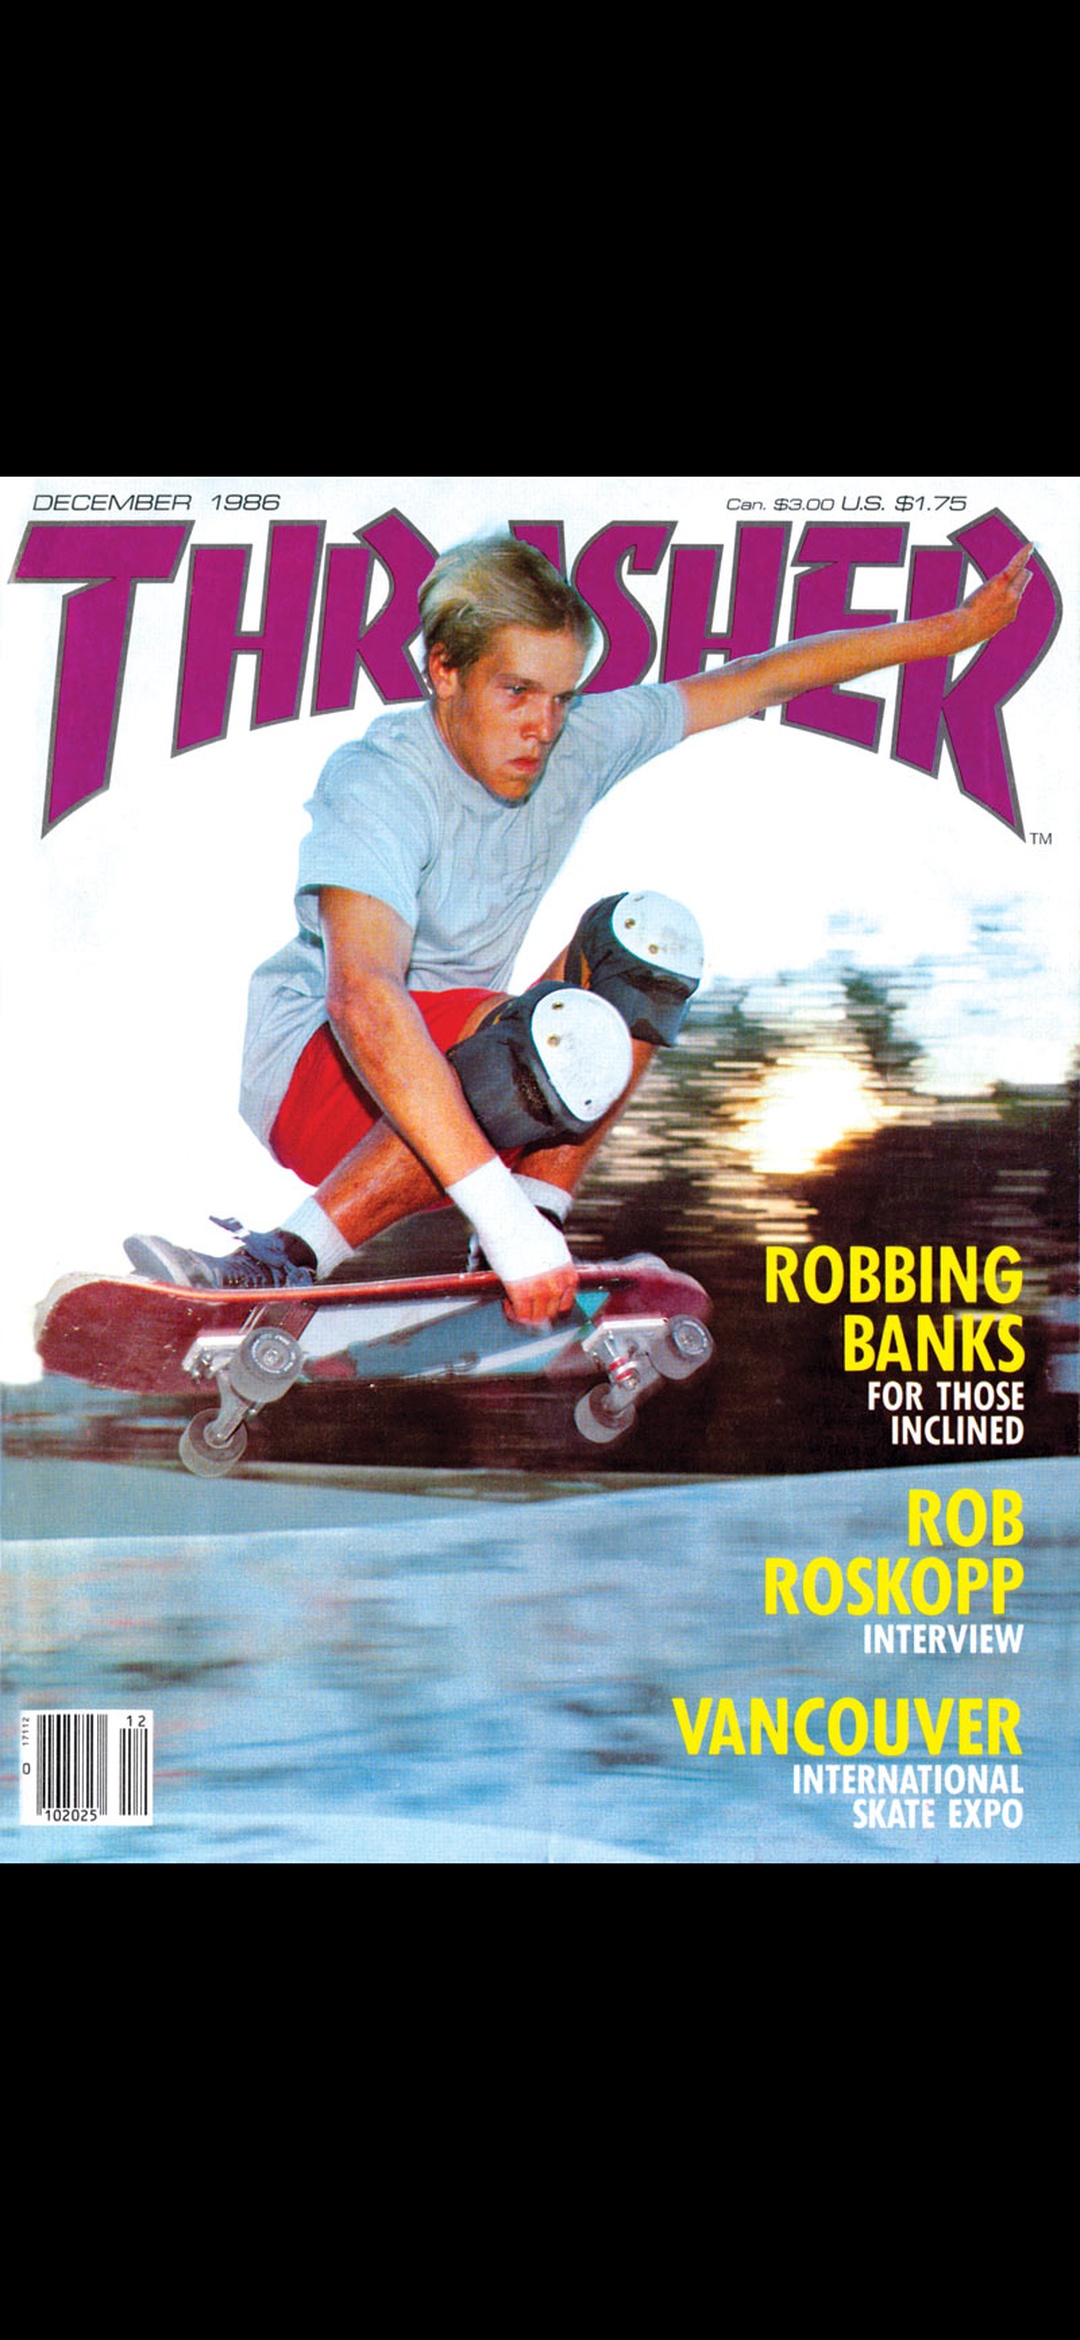 DECEMBER 1986
Can. $3.00 U.S. $1.75
THRASHER
TM
ROBBING
BANKS
FOR THOSE
INCLINED
ROB
ROSKOPP
INTERVIEW
VANCOUVER
INTERNATIONAL
SKATE EXPO
12
0 17112
102025